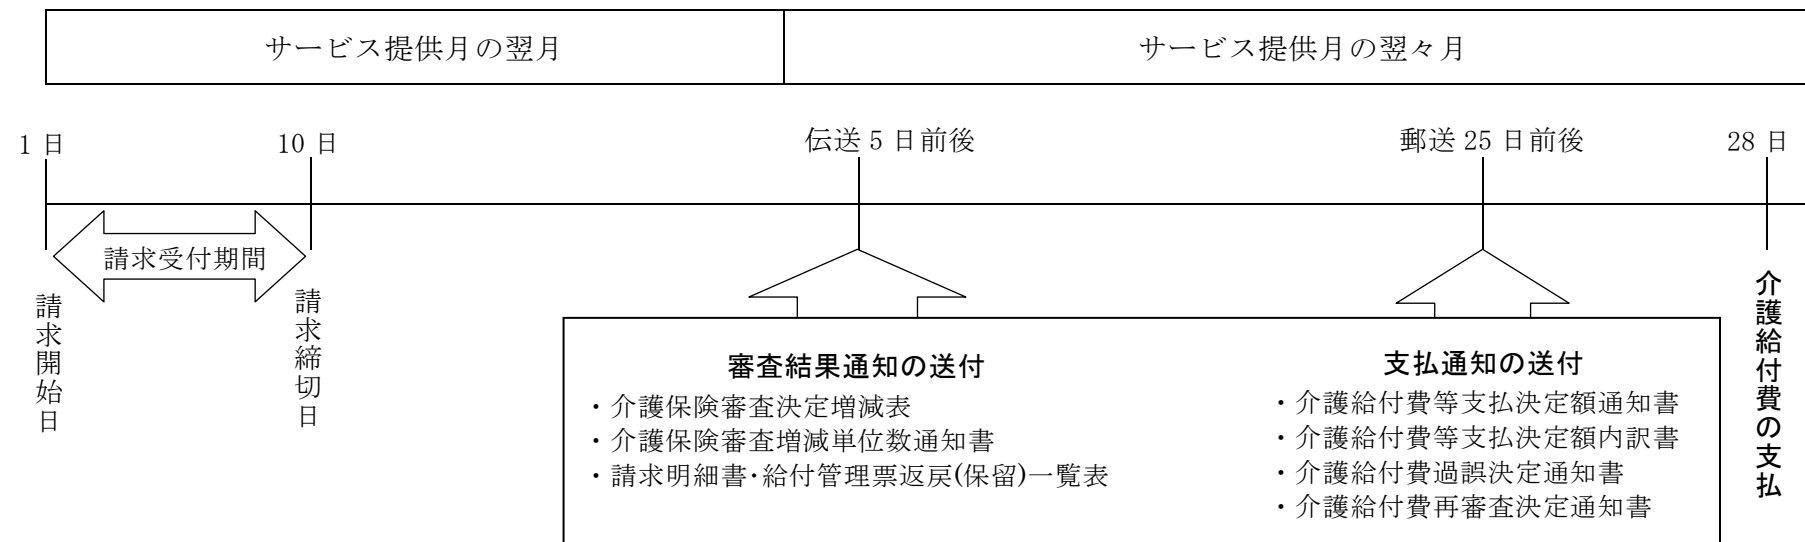 サービス提供月の翌月
サービス提供月の翌々月
1日
10日
伝送5日前後
郵送25日前後
28日
請求受付期間
請求開始日
請求締切日
審査結果通知の送付
・介護保険審査決定増減表
・介護保険審査増減単位数通知書
・請求明細書･給付管理票返戻(保留)一覧表
支払通知の送付
・介護給付費等支払決定額通知書
・介護給付費等支払決定額内訳書
・介護給付費過誤決定通知書
・介護給付費再審査決定通知書
介護給付費の支払